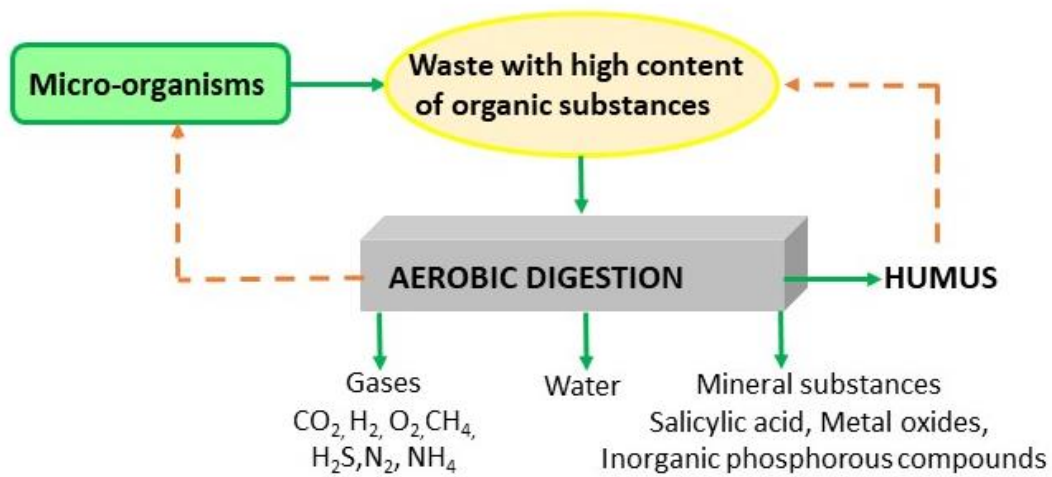 Micro-organisms
Waste with high content
of organic substances
AEROBIC DIGESTION
HUMUS
Gases
CO₂, H₂, O₂,CH₄,
H₂S,N₂, NH₄
Water
Mineral substances
Salicylic acid, Metal oxides,
Inorganic phosphorous compounds